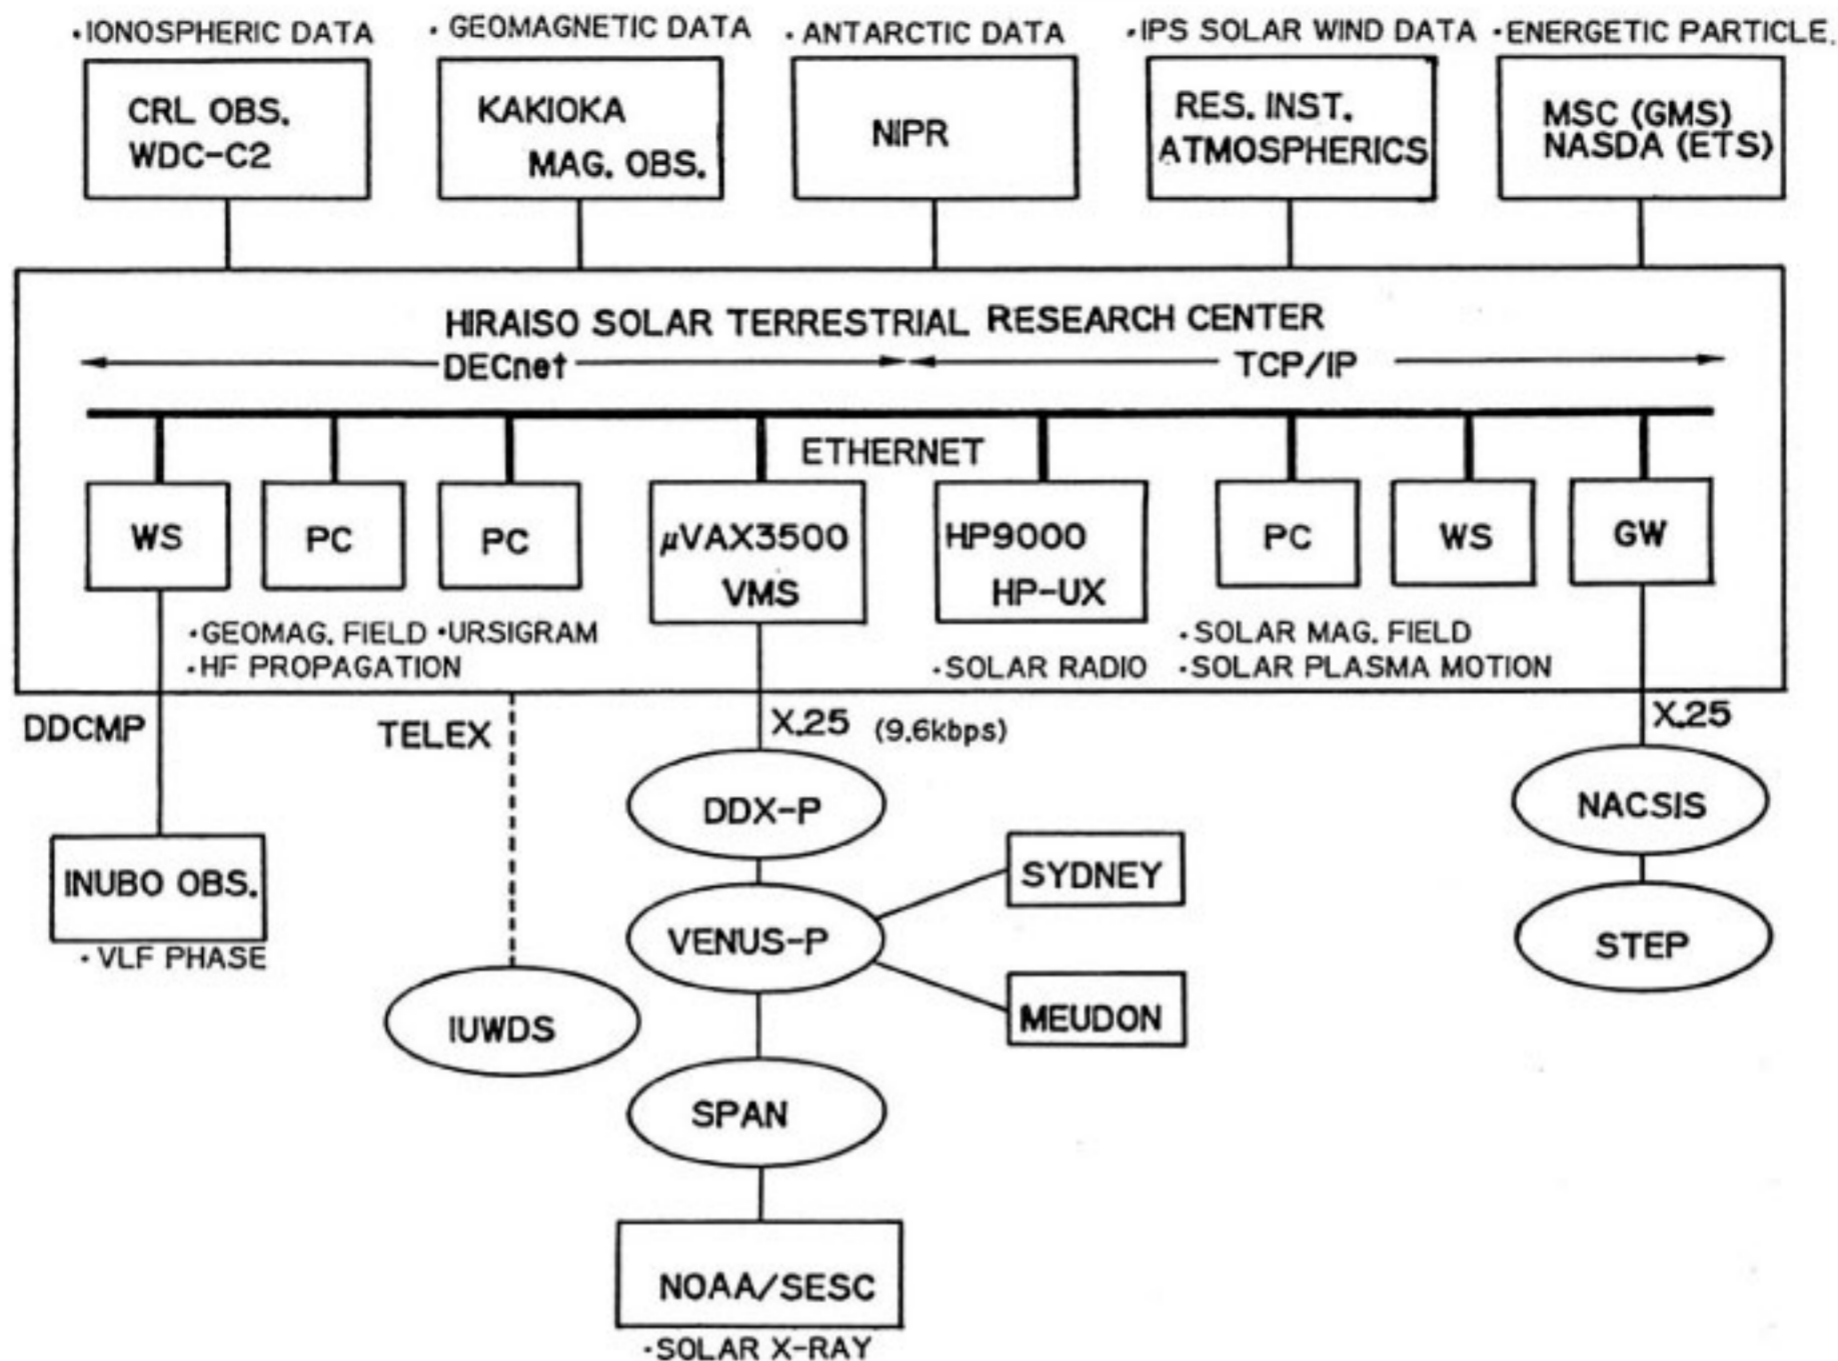 ·IONOSPHERIC DATA
·GEOMAGNETIC DATA
·ANTARCTIC DATA
·IPS SOLAR WIND DATA
·ENERGETIC PARTICLE.
CRL OBS.
WDC-C2
KAKIOKA
MAG. OBS.
NIPR
RES. INST.
ATMOSPHERICS
MSC (GMS)
NASDA (ETS)
HIRAISO SOLAR TERRESTRIAL RESEARCH CENTER
DECnet
TCP/IP
ETHERNET
WS
PC
PC
μVAX3500
VMS
HP9000
HP-UX
PC
WS
GW
·GEOMAG. FIELD ·URSIGRAM
·HF PROPAGATION
·SOLAR RADIO
·SOLAR MAG. FIELD
·SOLAR PLASMA MOTION
DDCMP
TELEX
X.25 (9.6kbps)
X.25
DDX-P
NACSIS
INUBO OBS.
·VLF PHASE
SYDNEY
VENUS-P
STEP
MEUDON
IUWDS
SPAN
NOAA/SESC
·SOLAR X-RAY